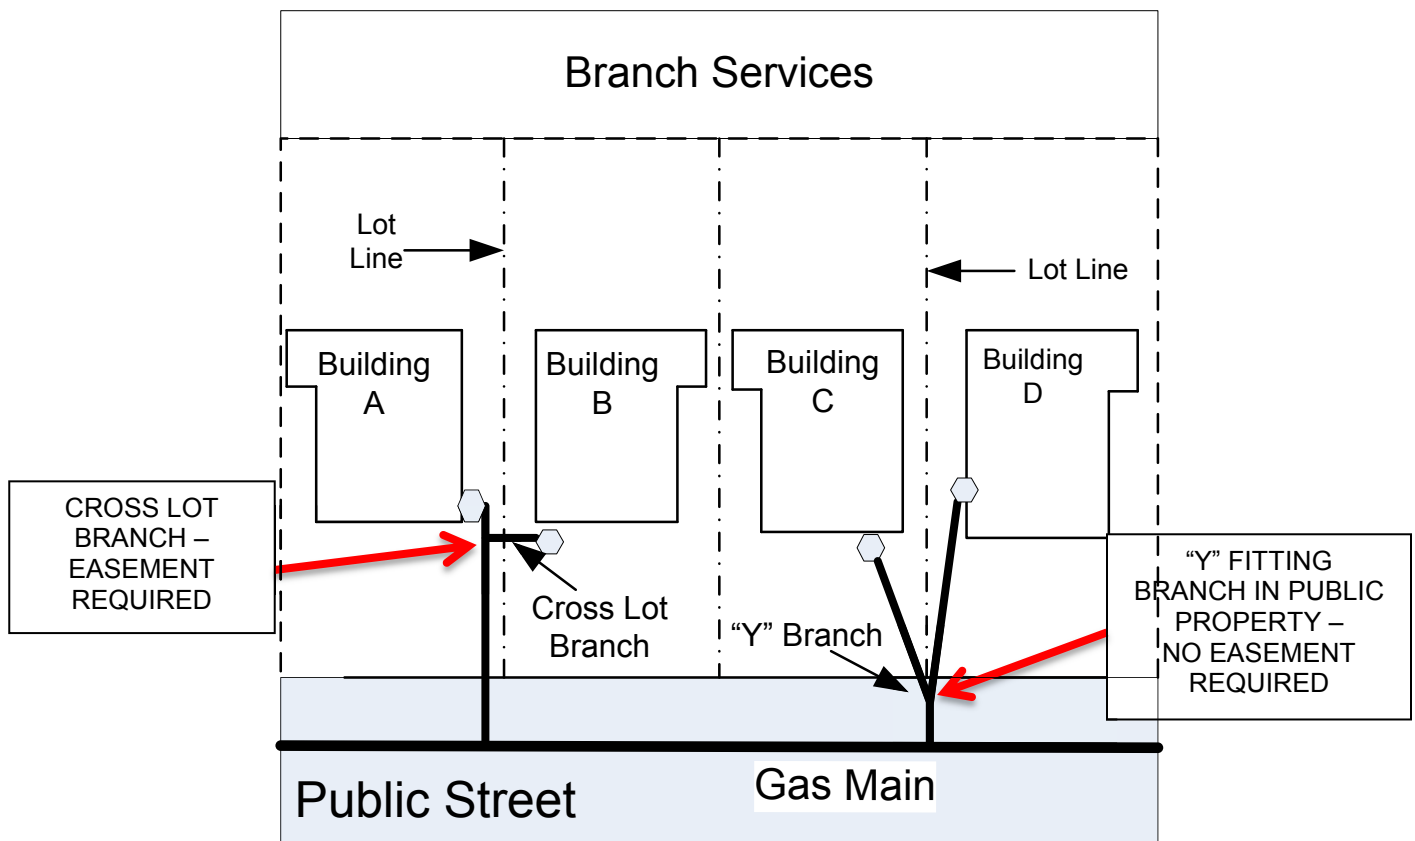 Branch Services
Lot
Line
Lot Line
Building
A
Building
B
Building
C
Building
D
CROSS LOT
BRANCH –
EASEMENT
REQUIRED
Cross Lot
Branch
“Y” Branch
“Y” FITTING
BRANCH IN PUBLIC
PROPERTY –
NO EASEMENT
REQUIRED
Public Street
Gas Main